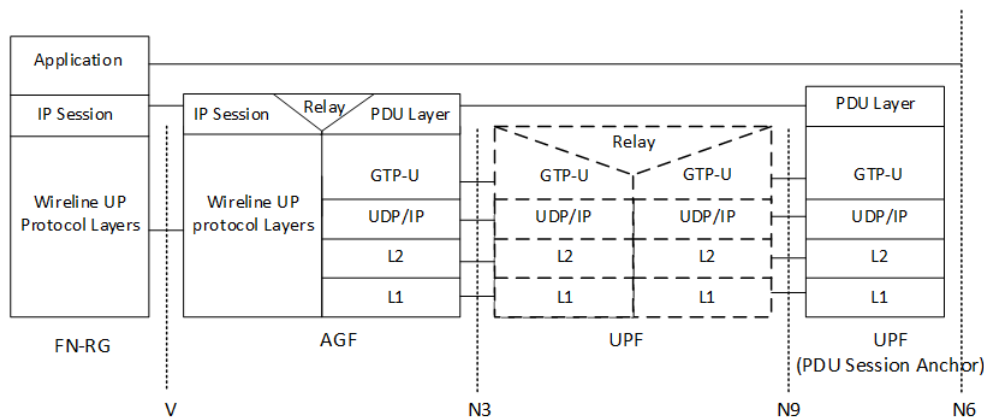 Application
IP Session
Wireline UP
Protocol Layers
FN-RG
IP Session
Relay
PDU Layer
Wireline UP
protocol Layers
GTP-U
UDP/IP
L2
L1
AGF
Relay
GTP-U
GTP-U
UDP/IP
UDP/IP
L2
L2
L1
L1
UPF
PDU Layer
GTP-U
UDP/IP
L2
L1
UPF
(PDU Session Anchor)
V
N3
N9
N6